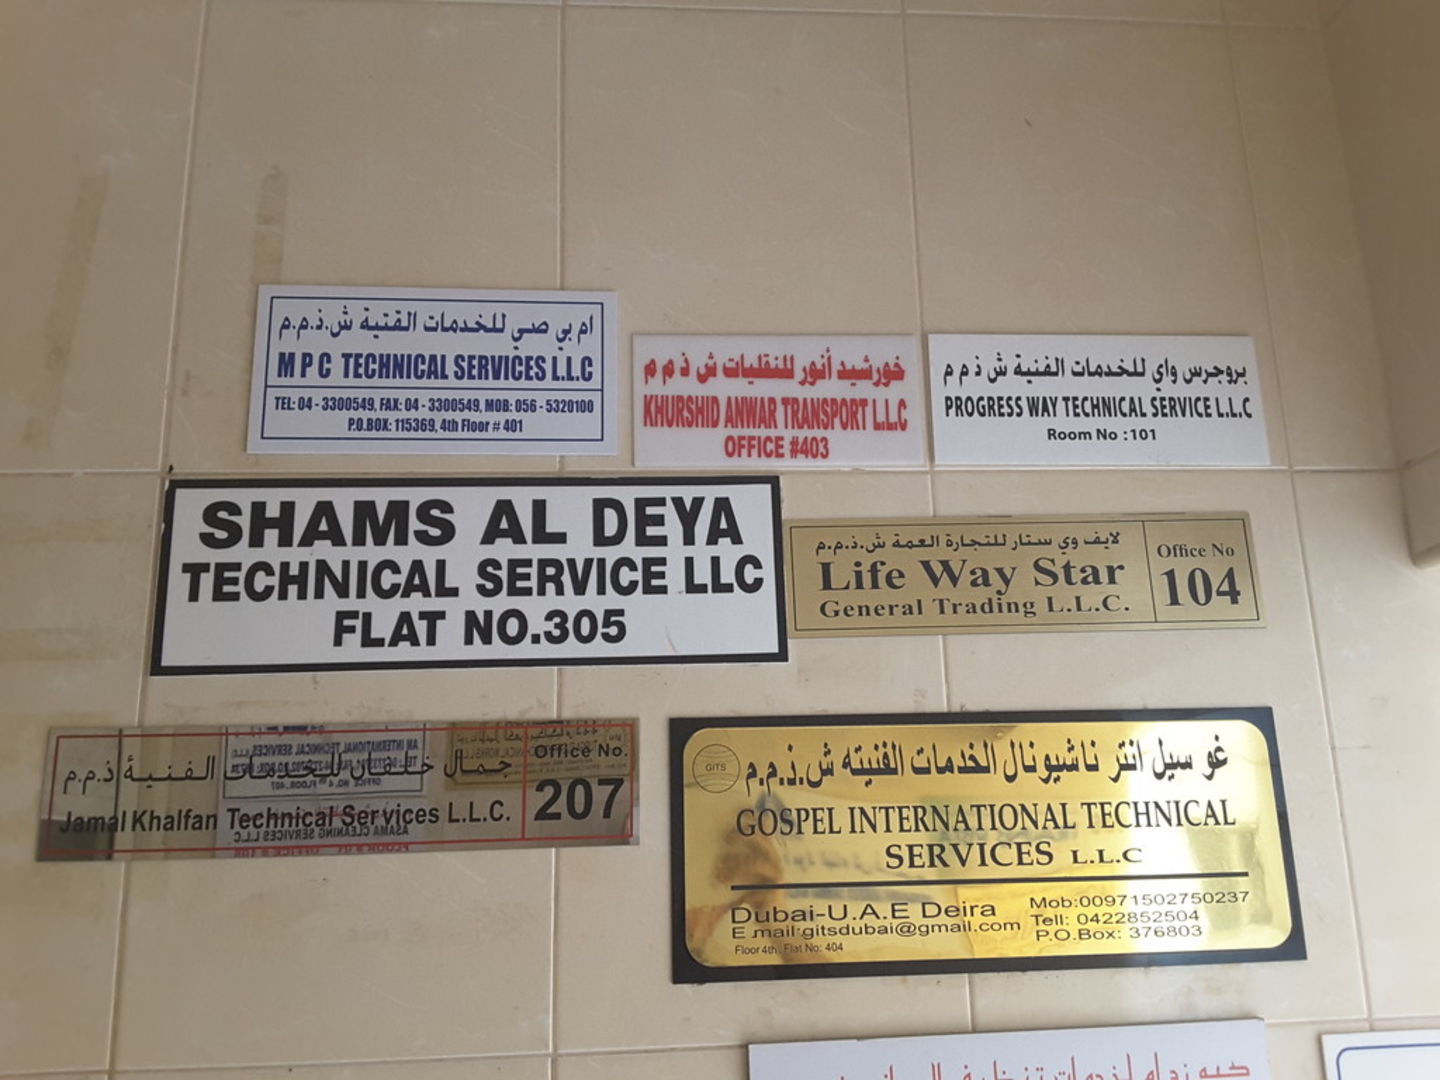 ام بي صي للخدمات القتية ش.ذ.م.م
M P C TECHNICAL SERVICES L.L.C
TEL: 04 - 3300549, FAX: 04 - 3300549, MOB: 056 - 5320100
P.O.BOX: 115369, 4th Floor # 401
خورشيد أنور للنقليات ش ذ م م
KHURSHID ANWAR TRANSPORT L.L.C
OFFICE #403
بروجرس واي للخدمات الفنية ش ذ م م
PROGRESS WAY TECHNICAL SERVICE L.L.C
Room No :101
SHAMS AL DEYA
TECHNICAL SERVICE LLC
FLAT NO.305
لايف وي ستار للتجارة العمة ش.ذ.م.م
Life Way Star
General Trading L.L.C.
Office No
104
جمال خلفان للخدمات الفنية ذ.م.م
Jamal Khalfan Technical Services L.L.C.
Office No.
207
GITS
غو سيل انتر ناشيونال الخدمات الفنيته ش.ذ.م.م
GOSPEL INTERNATIONAL TECHNICAL
SERVICES L.L.C
Dubai-U.A.E Deira
E.mail:gitsdubai@gmail.com
Floor 4th, Flat No: 404
Mob:00971502750237
Tell: 0422852504
P.O.Box: 376803